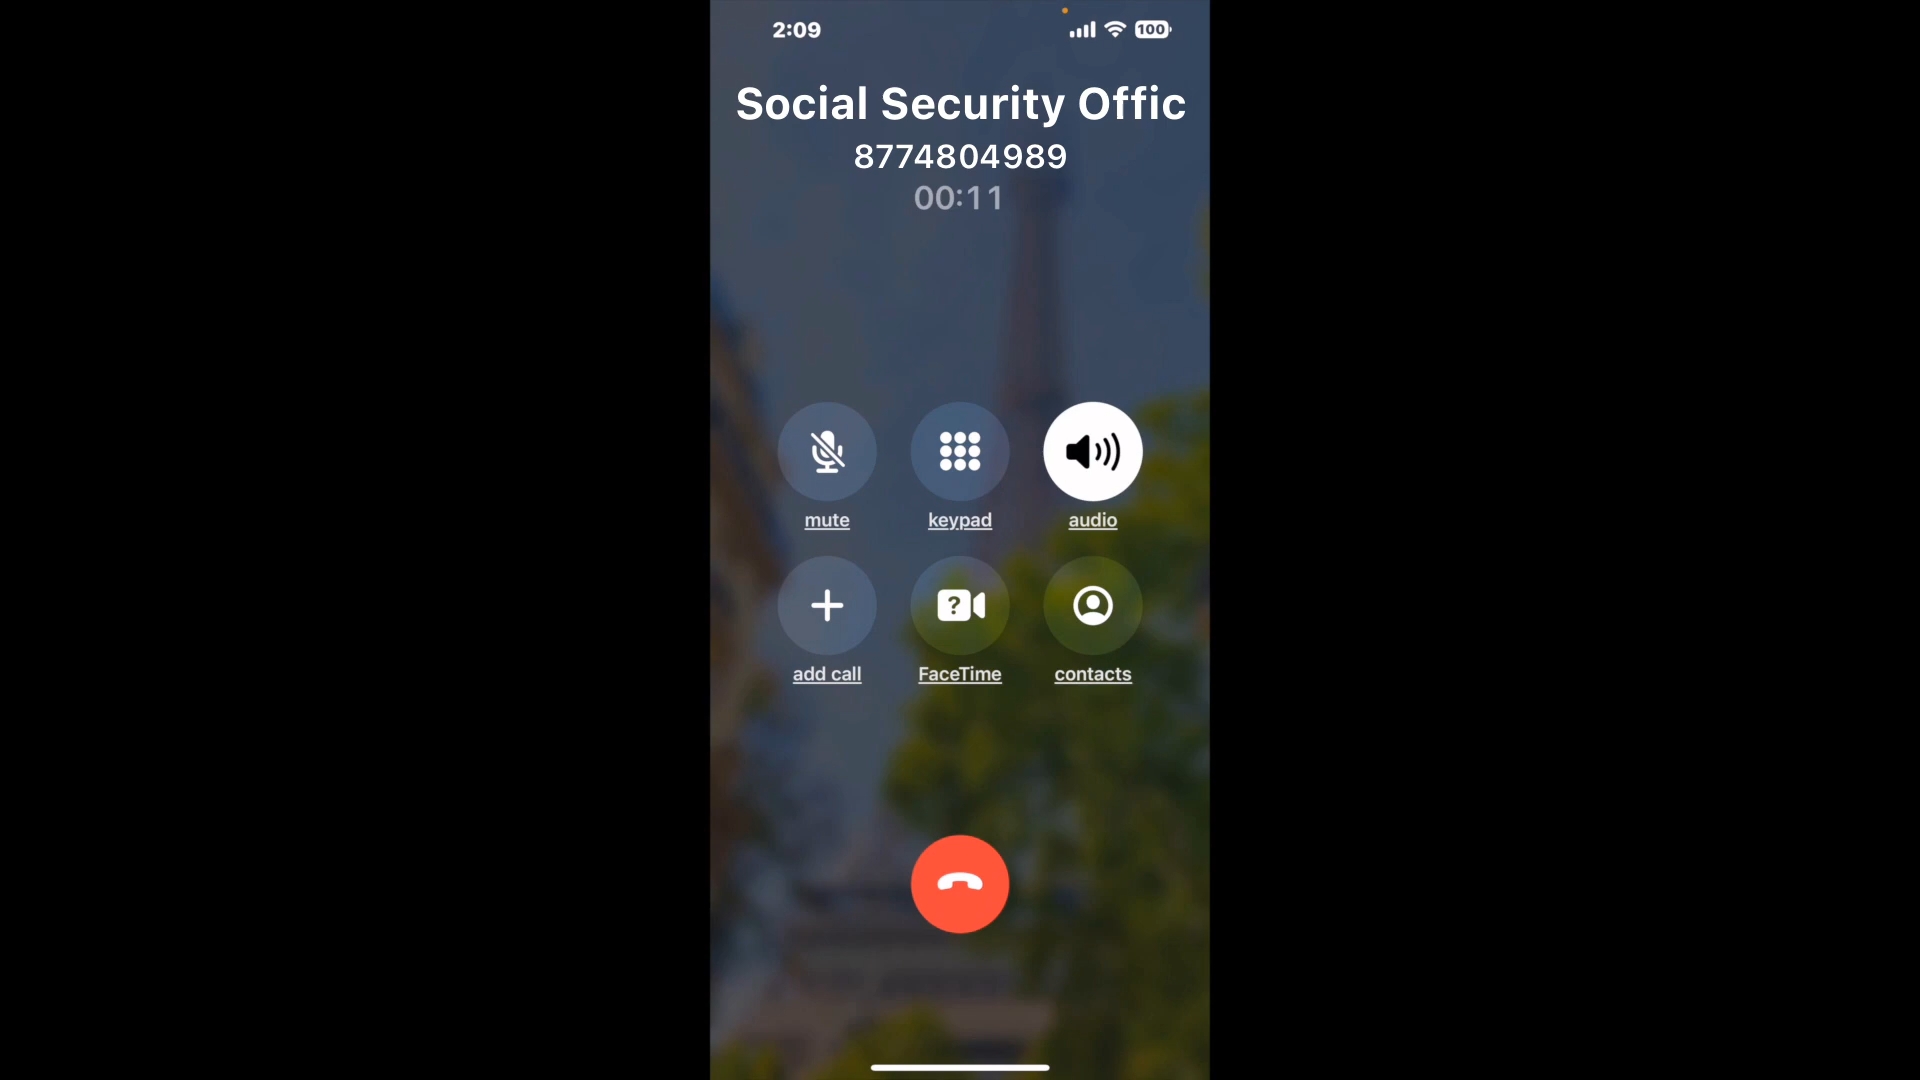 2:09
100
Social Security Offic
8774804989
00:11
mute
keypad
audio
?
add call
FaceTime
contacts